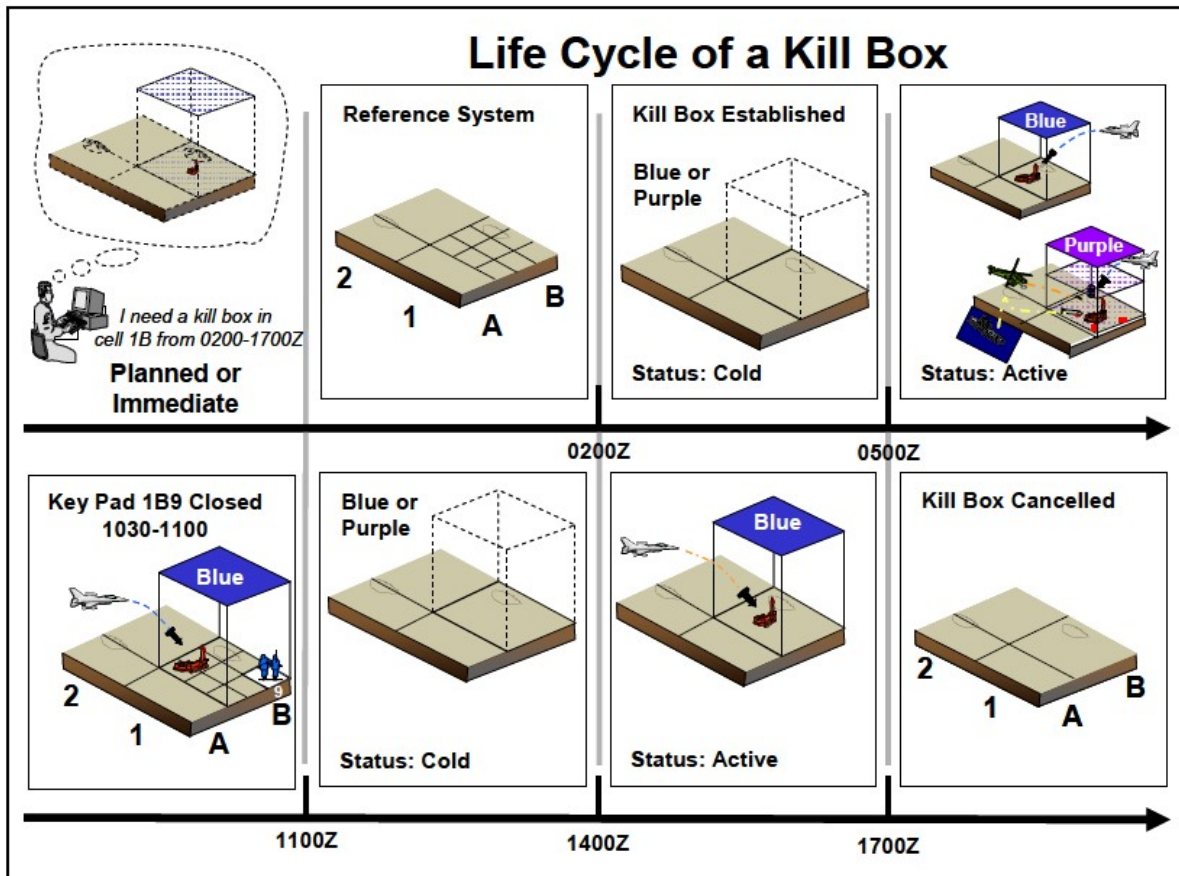 Life Cycle of a Kill Box
I need a kill box in
cell 1B from 0200-1700Z
Planned or
Immediate
Reference System
2
1
A
B
Kill Box Established
Blue or
Purple
Status: Cold
Blue
Purple
Status: Active
0200Z
0500Z
Key Pad 1B9 Closed
1030-1100
Blue
2
1
A
B
9
Blue or
Purple
Status: Cold
Blue
Status: Active
Kill Box Cancelled
2
1
A
B
1100Z
1400Z
1700Z